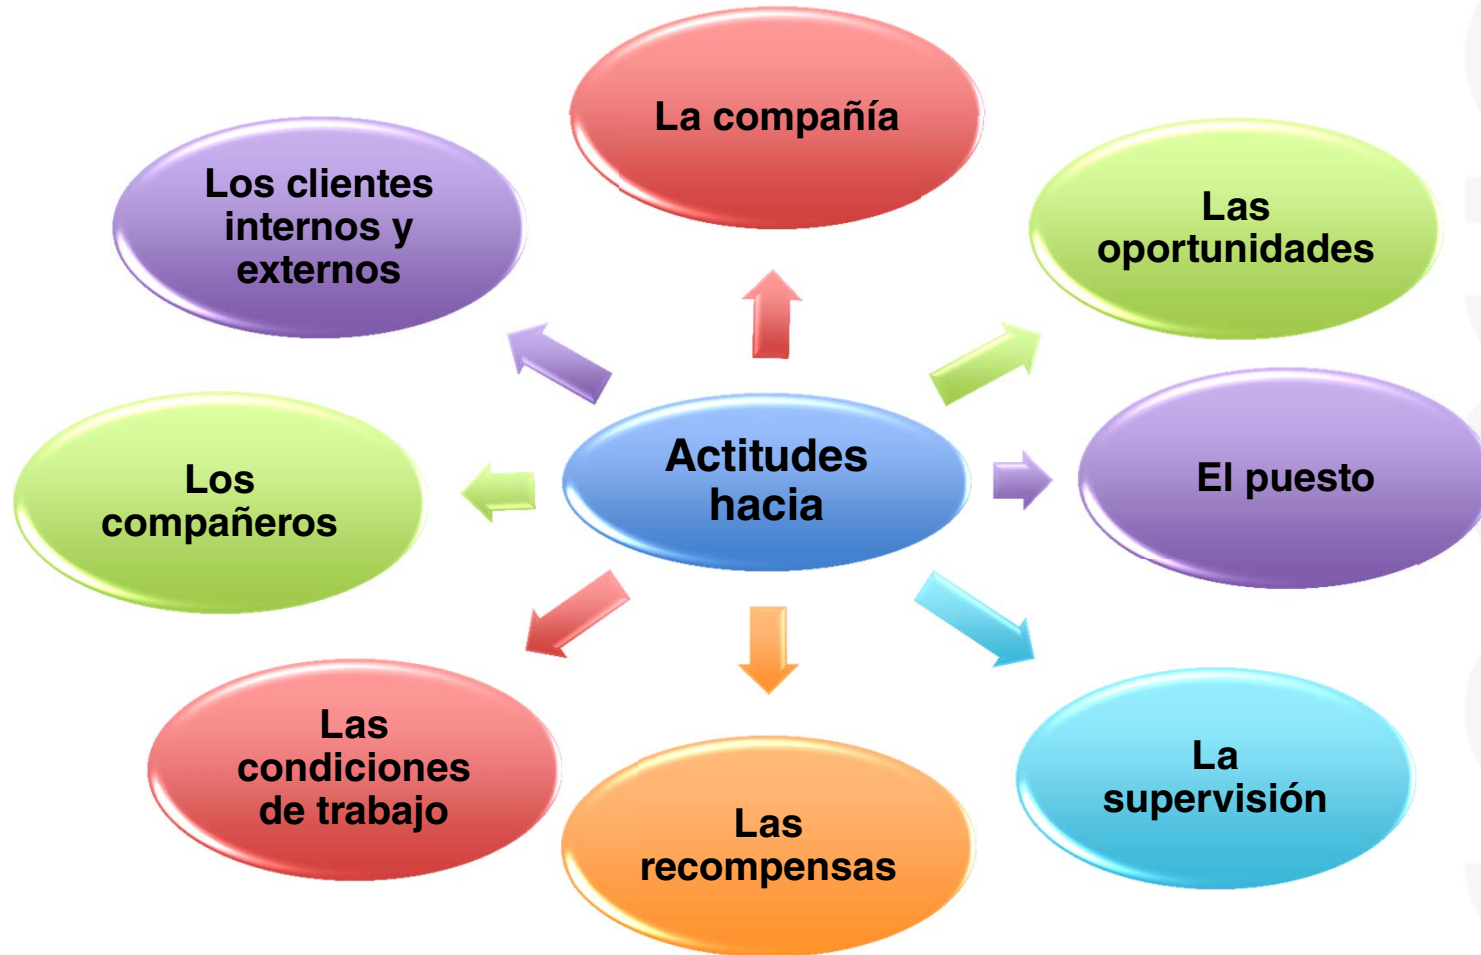 La compañía
Los clientes
internos y
externos
Las
oportunidades
Actitudes
hacia
El puesto
Los
compañeros
Las
condiciones
de trabajo
Las
recompensas
La
supervisión